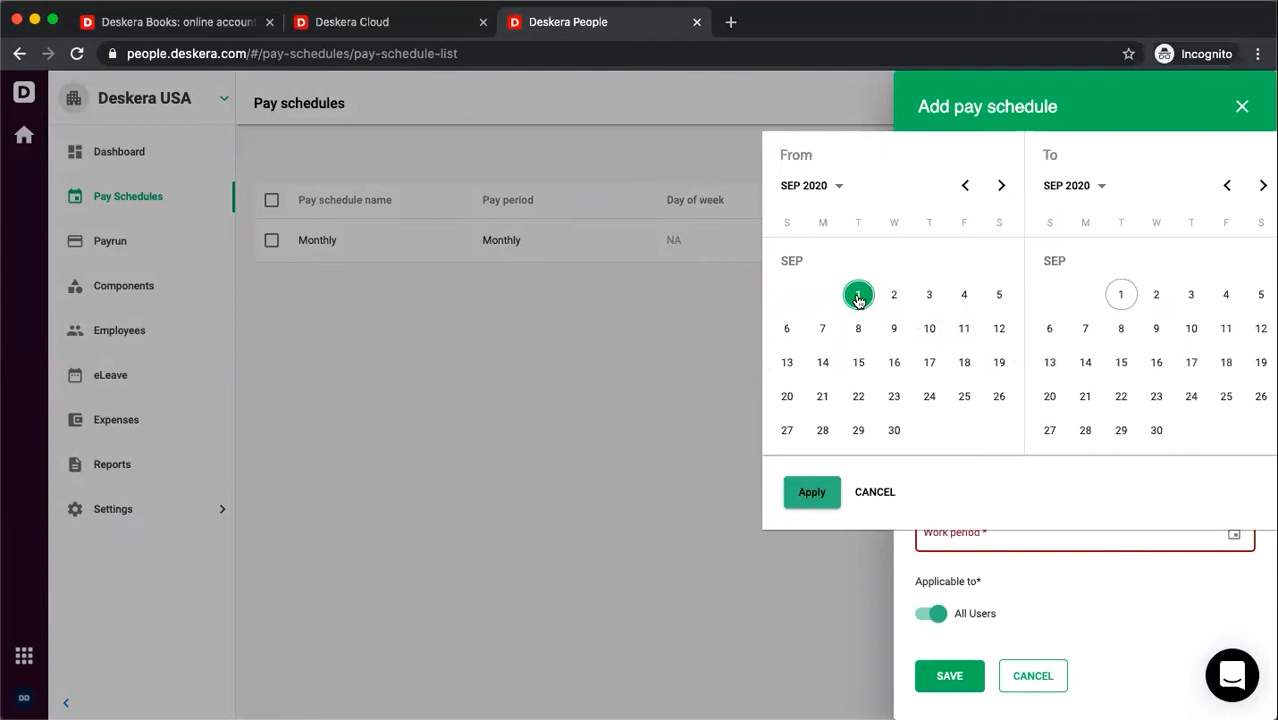 Deskera Books: online account
Deskera Cloud
Deskera People
people.deskera.com/#/pay-schedules/pay-schedule-list
Incognito
D
Deskera USA
Pay schedules
Add pay schedule
Dashboard
Pay Schedules
Payrun
Components
Employees
eLeave
Expenses
Reports
Settings
DD
Pay schedule name Pay period Day of week
Monthly Monthly NA
From
SEP 2020
S M T W T F S
SEP
1 2 3 4 5
6 7 8 9 10 11 12
13 14 15 16 17 18 19
20 21 22 23 24 25 26
27 28 29 30
To
SEP 2020
S M T W T F S
SEP
1 2 3 4 5
6 7 8 9 10 11 12
13 14 15 16 17 18 19
20 21 22 23 24 25 26
27 28 29 30
Apply CANCEL
Work period *
Applicable to*
All Users
SAVE CANCEL